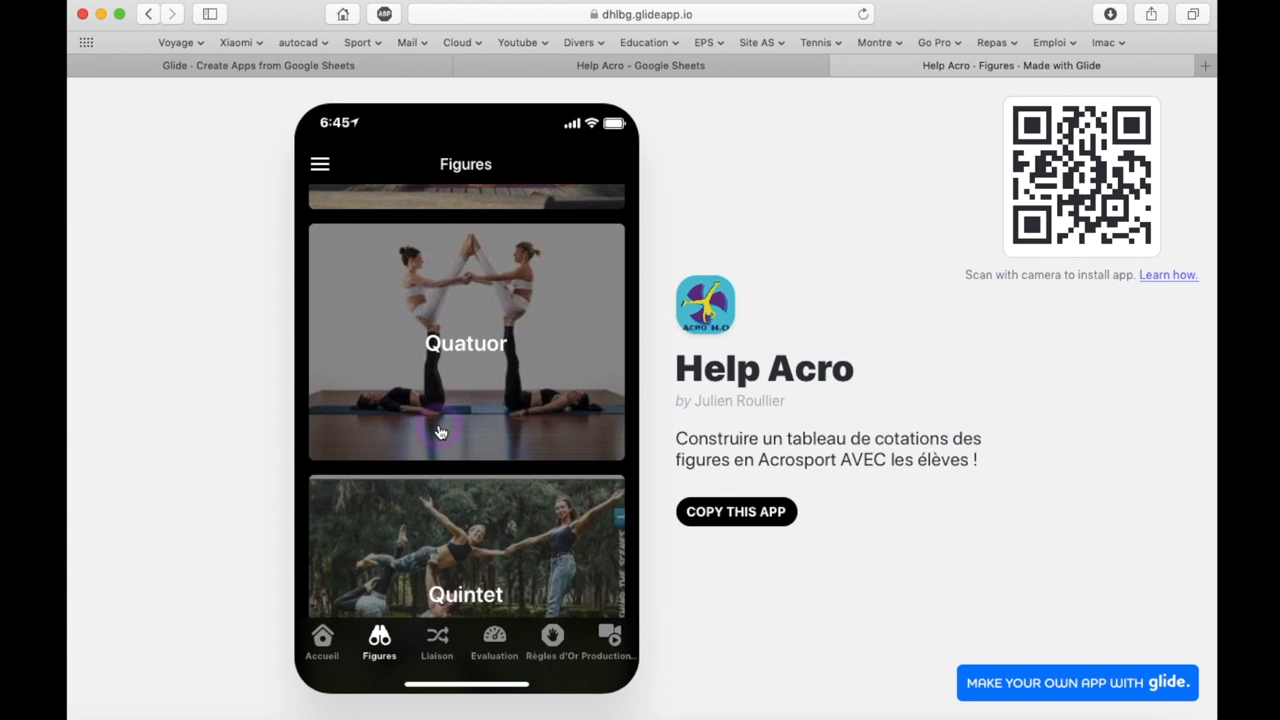 ABP
dhlbg.glideapp.io
Voyage Xiaomi autocad Sport Mail Cloud Youtube Divers Education EPS Site AS Tennis Montre Go Pro Repas Emploi Imac
Glide · Create Apps from Google Sheets
Help Acro - Google Sheets
Help Acro · Figures · Made with Glide
6:45
Figures
Quatuor
Quintet
Accueil Figures Liaison Evaluation Règles d'Or Production...
Scan with camera to install app. Learn how.
ACRO H.O
Help Acro
by Julien Roullier
Construire un tableau de cotations des
figures en Acrosport AVEC les élèves !
COPY THIS APP
MAKE YOUR OWN APP WITH glide.